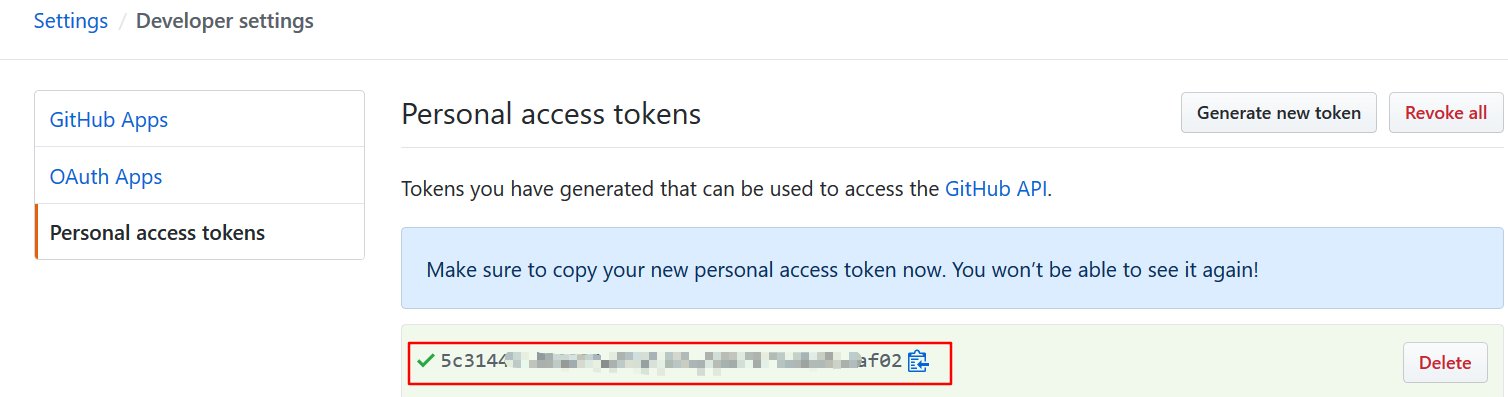 Settings / Developer settings
GitHub Apps
OAuth Apps
Personal access tokens
Personal access tokens
Generate new token
Revoke all
Tokens you have generated that can be used to access the GitHub API.
Make sure to copy your new personal access token now. You won't be able to see it again!
5c3144 af02
Delete